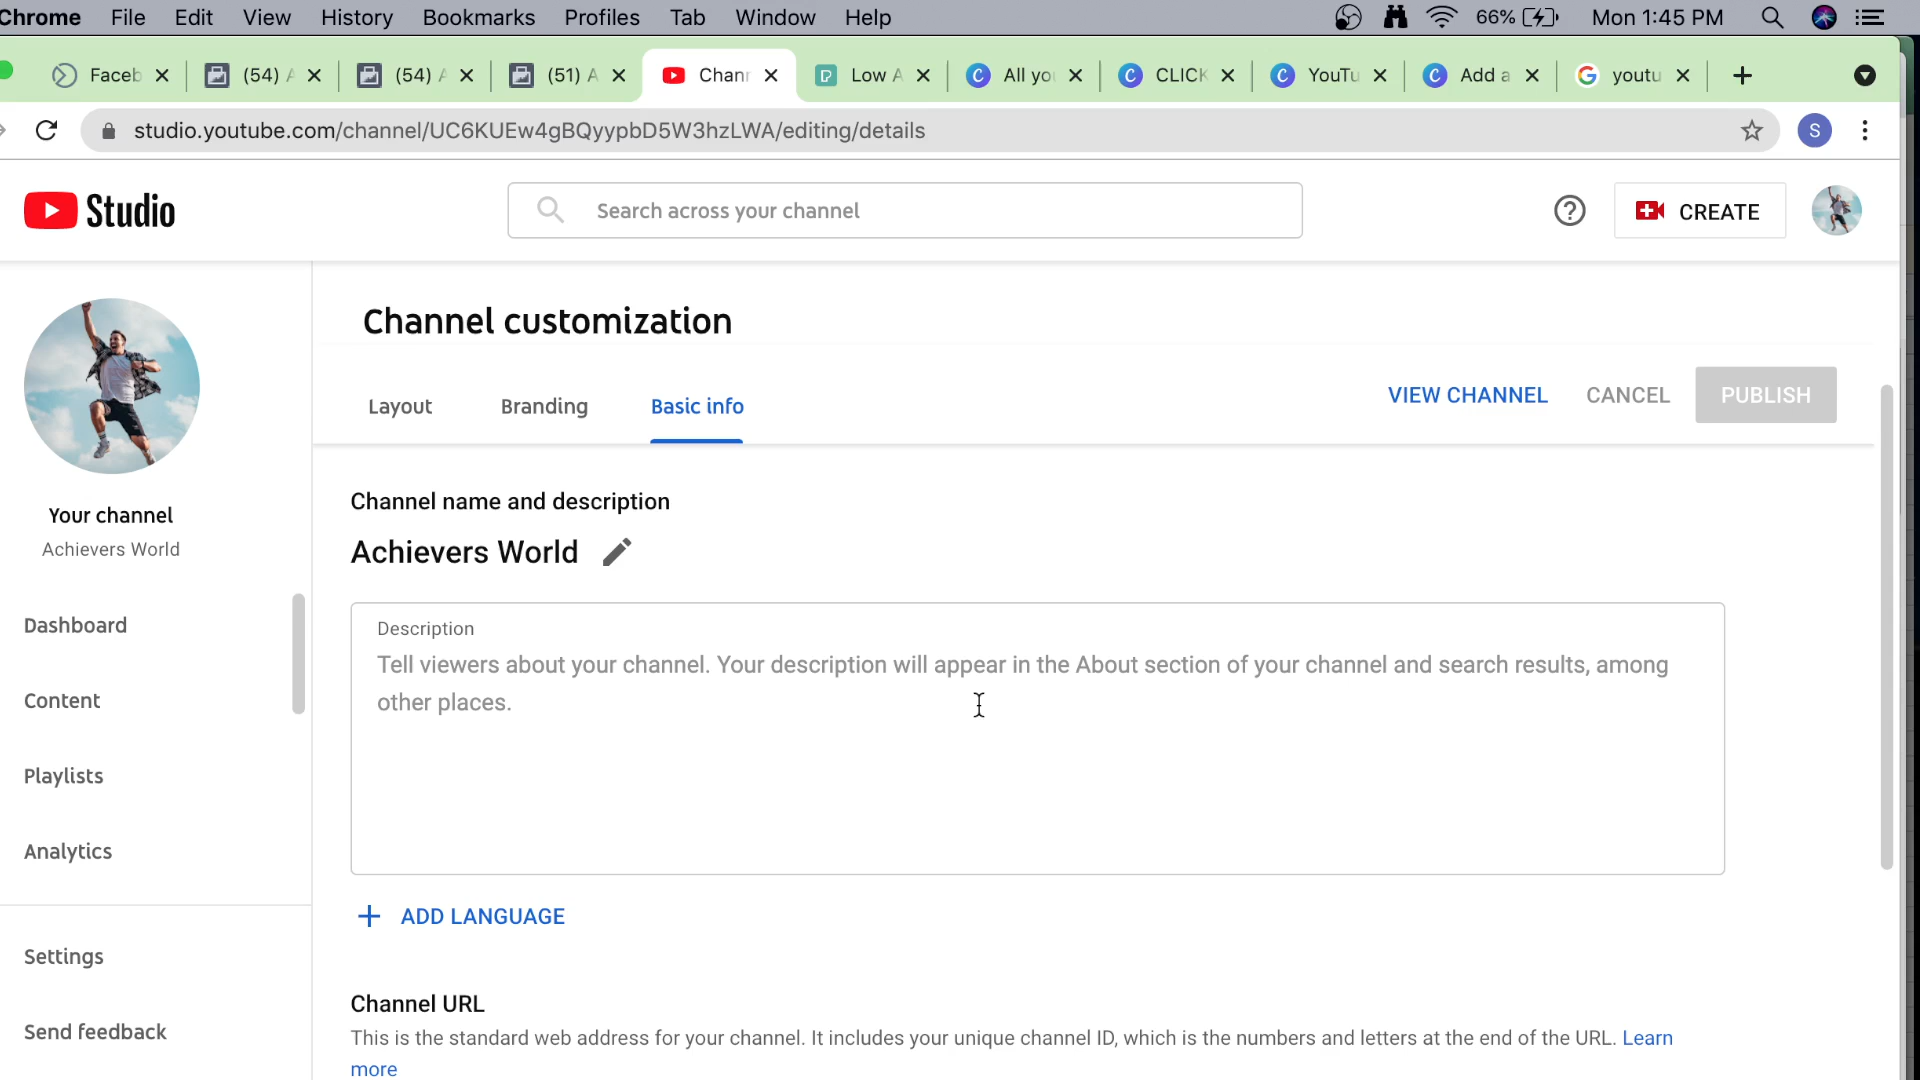 Chrome File Edit View History Bookmarks Profiles Tab Window Help 66% Mon 1:45 PM
Faceb (54) A (54) A (51) A Chann Low A All you CLICK YouTu Add a youtu
studio.youtube.com/channel/UC6KUEw4gBQyypbD5W3hzLWA/editing/details S
Studio Search across your channel CREATE
Channel customization
Layout Branding Basic info VIEW CHANNEL CANCEL PUBLISH
Your channel
Achievers World
Dashboard
Content
Playlists
Analytics
Settings
Send feedback
Channel name and description
Achievers World
Description
Tell viewers about your channel. Your description will appear in the About section of your channel and search results, among
other places.
ADD LANGUAGE
Channel URL
This is the standard web address for your channel. It includes your unique channel ID, which is the numbers and letters at the end of the URL. Learn
more